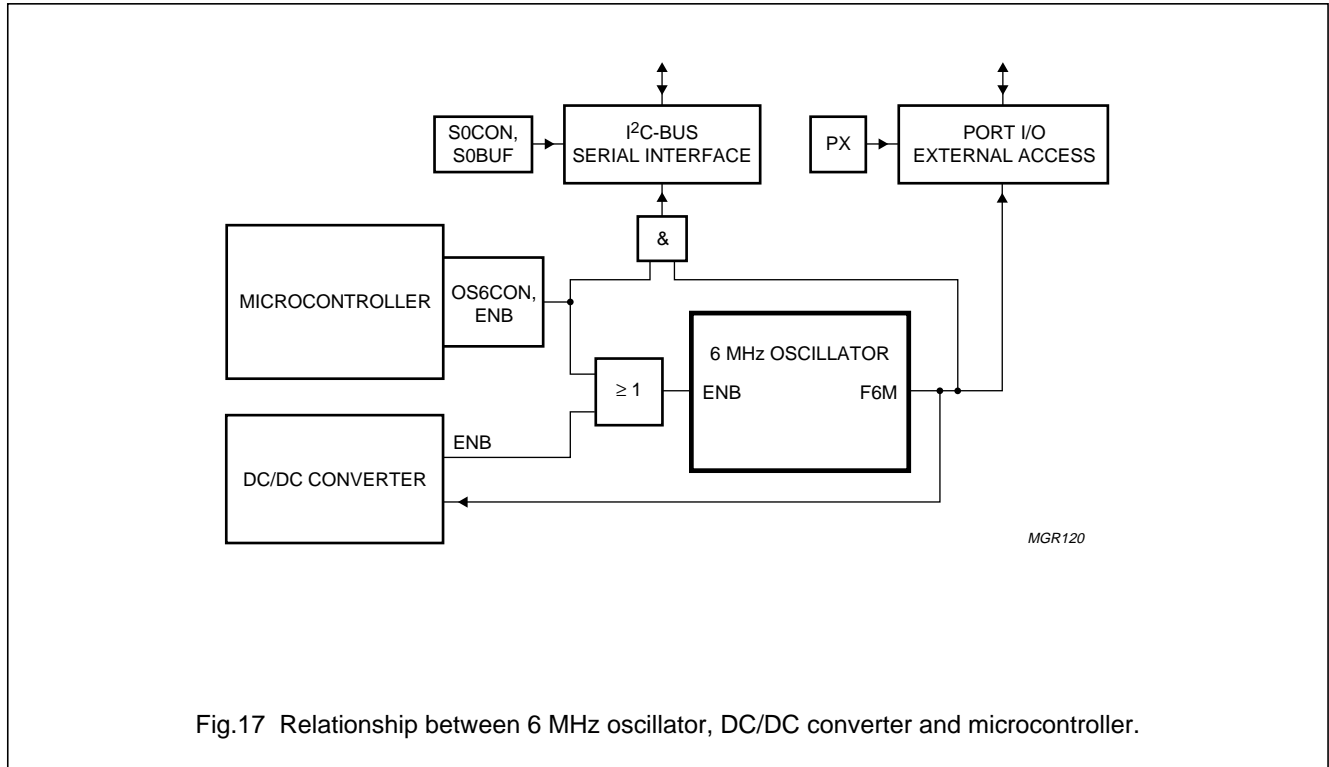 S0CON,
S0BUF
I²C-BUS
SERIAL INTERFACE
PX
PORT I/O
EXTERNAL ACCESS
&
MICROCONTROLLER
OS6CON,
ENB
6 MHz OSCILLATOR
≥ 1
ENB
F6M
ENB
DC/DC CONVERTER
MGR120
Fig.17 Relationship between 6 MHz oscillator, DC/DC converter and microcontroller.